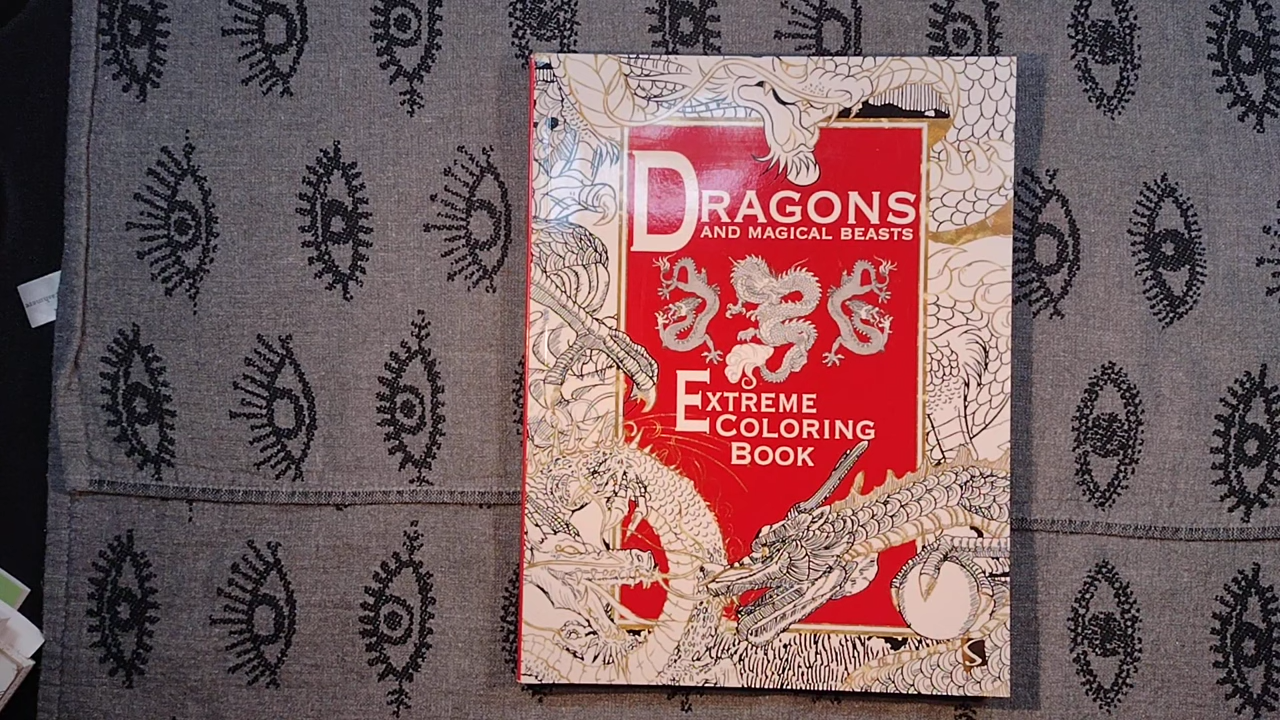 DRAGONS
AND MAGICAL BEASTS
EXTREME
COLORING
BOOK
S